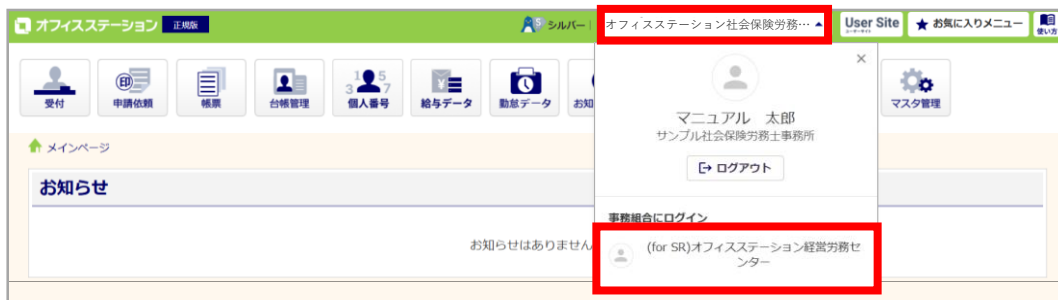 オフィスステーション 正規版
シルバー
オフィスステーション社会保険労務…
User Site
お気に入りメニュー
使い方
受付
申請依頼
帳票
台帳管理
個人番号
給与データ
勤怠データ
お知
マスタ管理
×
マニュアル 太郎
サンプル社会保険労務士事務所
ログアウト
メインページ
お知らせ
お知らせはありません
事務組合にログイン
(for SR)オフィスステーション経営労務セ
ンター